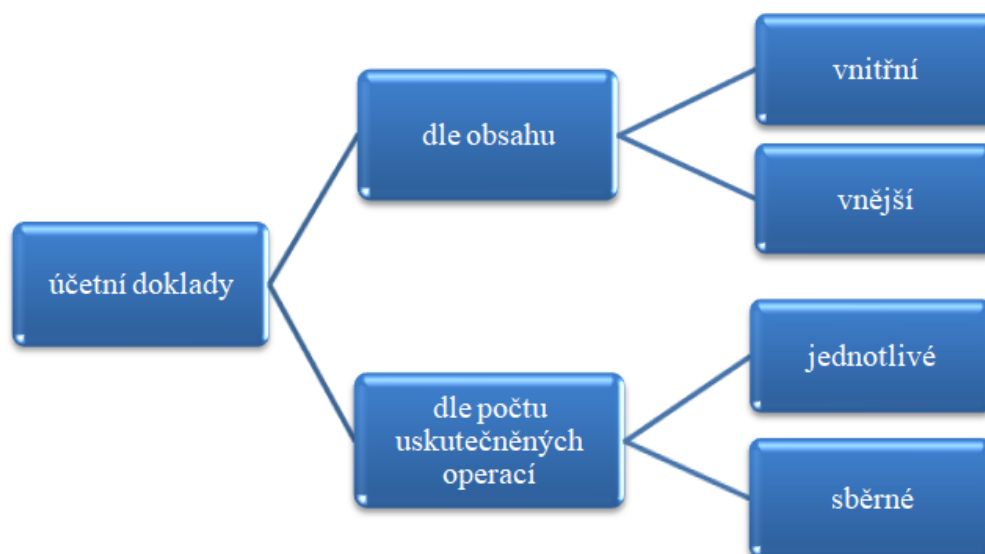 účetní doklady
dle obsahu
vnitřní
vnější
dle počtu
uskutečněných
operací
jednotlivé
sběrné